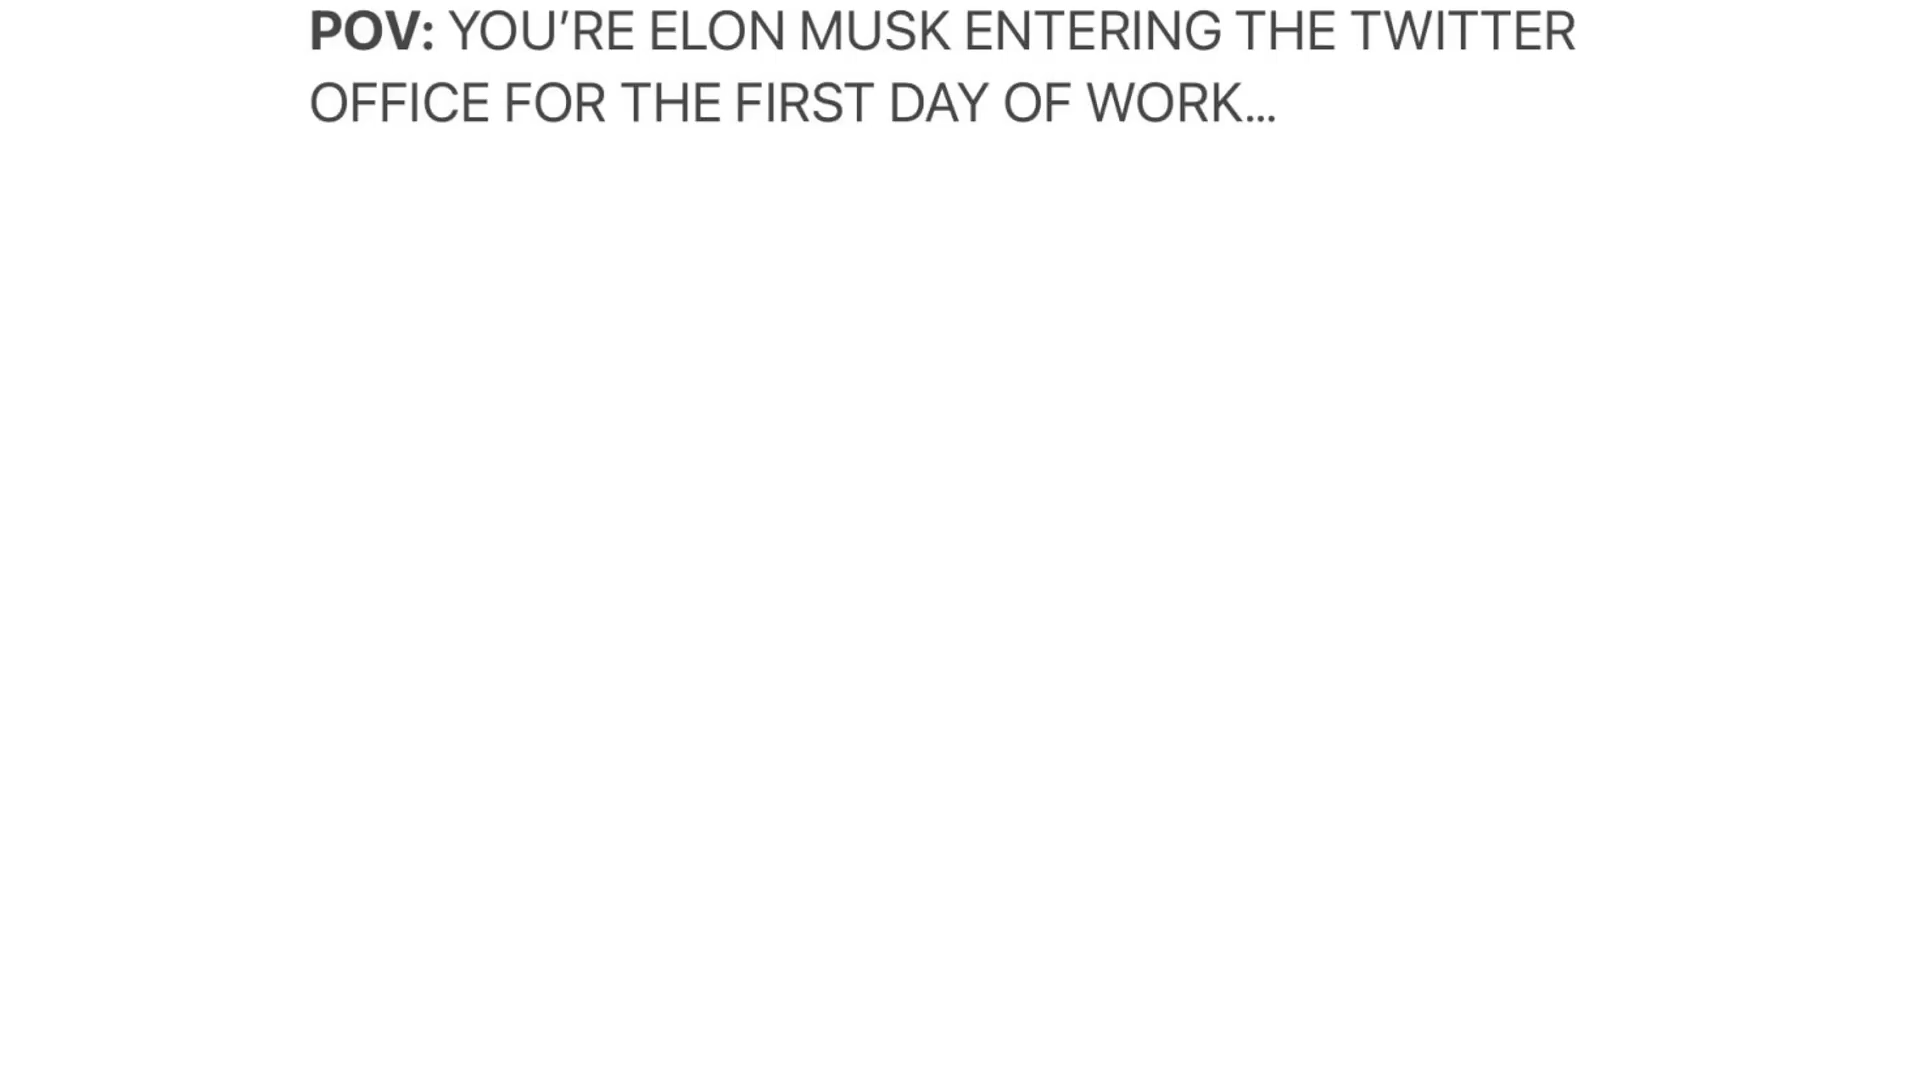 POV: YOU’RE ELON MUSK ENTERING THE TWITTER
OFFICE FOR THE FIRST DAY OF WORK…